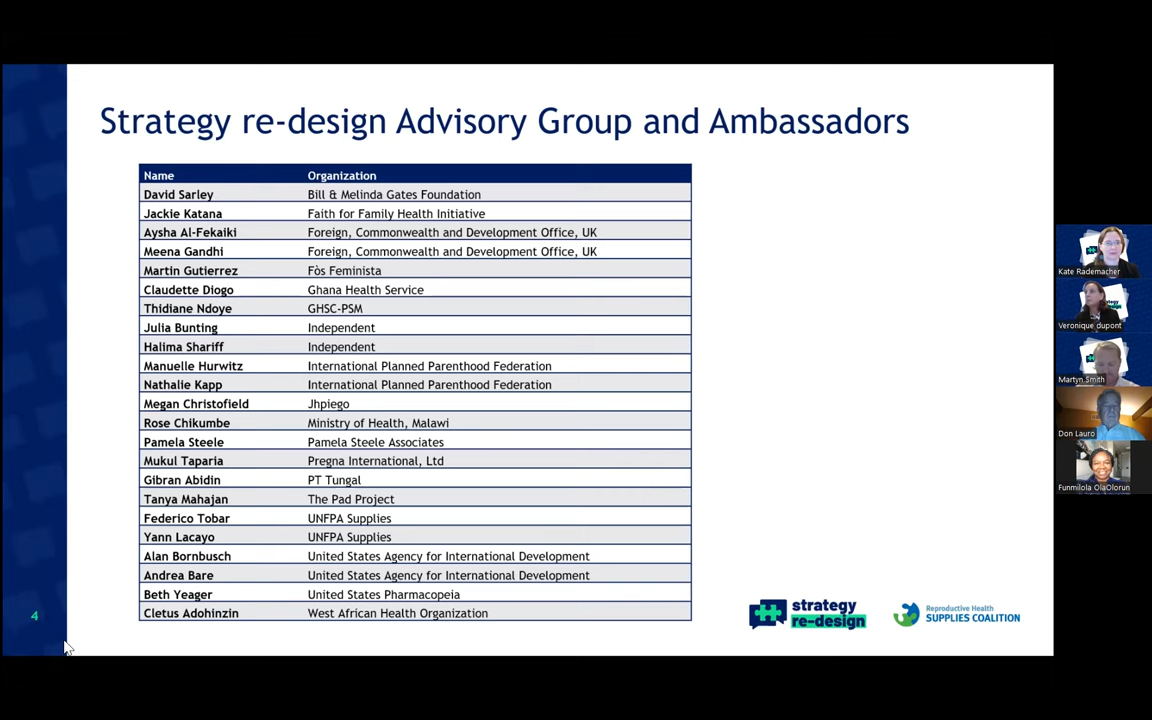 Strategy re-design Advisory Group and Ambassadors
Name Organization
David Sarley Bill & Melinda Gates Foundation
Jackie Katana Faith for Family Health Initiative
Aysha Al-Fekaiki Foreign, Commonwealth and Development Office, UK
Meena Gandhi Foreign, Commonwealth and Development Office, UK
Martin Gutierrez Fòs Feminista
Claudette Diogo Ghana Health Service
Thidiane Ndoye GHSC-PSM
Julia Bunting Independent
Halima Shariff Independent
Manuelle Hurwitz International Planned Parenthood Federation
Nathalie Kapp International Planned Parenthood Federation
Megan Christofield Jhpiego
Rose Chikumbe Ministry of Health, Malawi
Pamela Steele Pamela Steele Associates
Mukul Taparia Pregna International, Ltd
Gibran Abidin PT Tungal
Tanya Mahajan The Pad Project
Federico Tobar UNFPA Supplies
Yann Lacayo UNFPA Supplies
Alan Bornbusch United States Agency for International Development
Andrea Bare United States Agency for International Development
Beth Yeager United States Pharmacopeia
Cletus Adohinzin West African Health Organization
4
strategy
re-design
Reproductive Health
SUPPLIES COALITION
Kate Rademacher
Veronique dupont
Martyn Smith
Don Lauro
Funmilola OlaOlorun